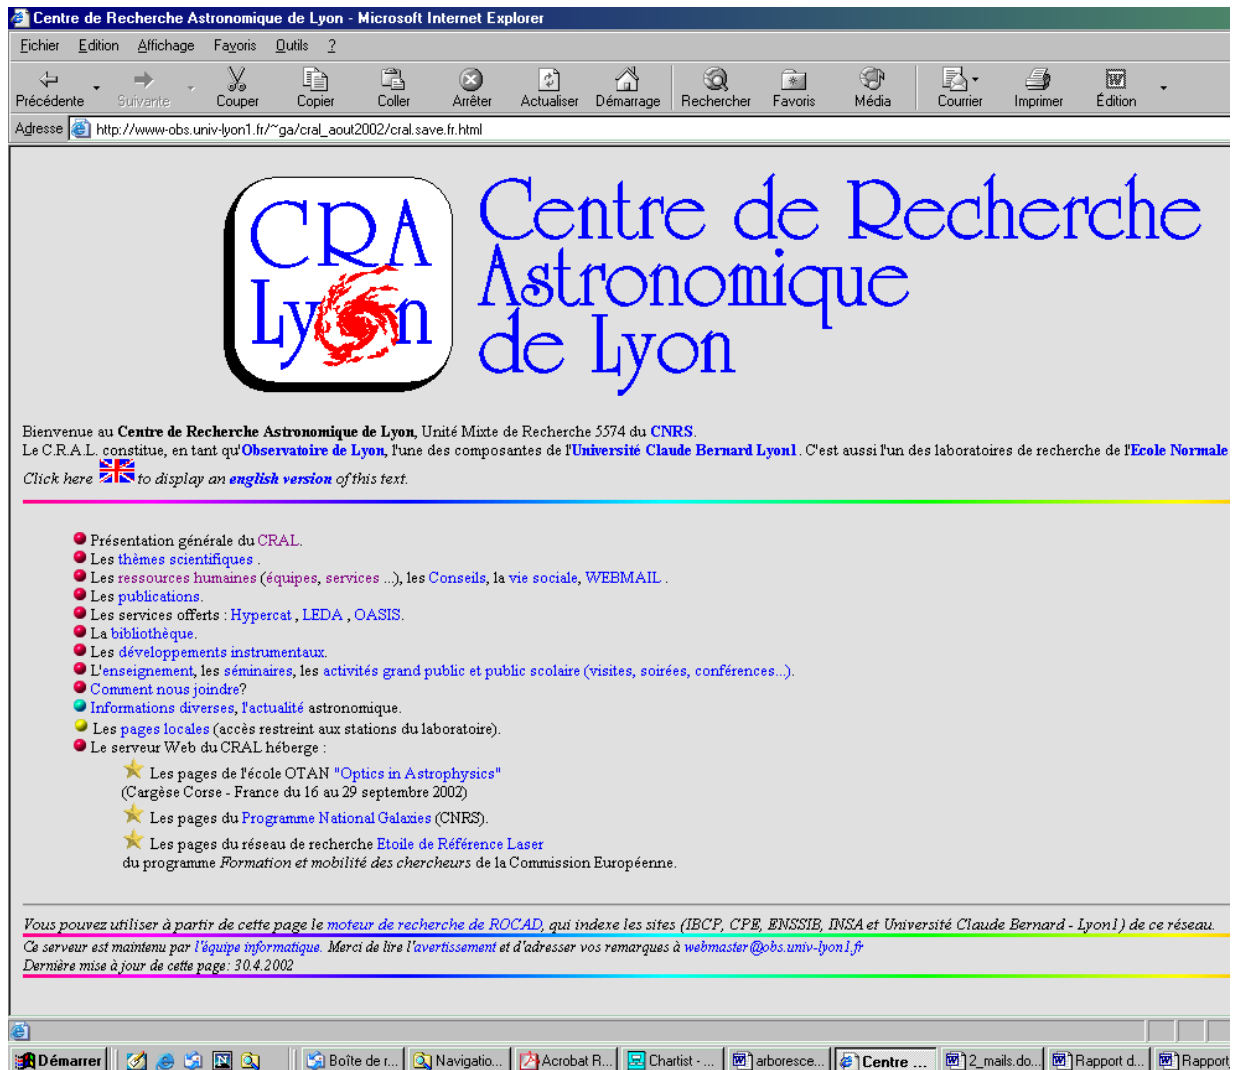 Centre de Recherche Astronomique de Lyon - Microsoft Internet Explorer
Fichier Edition Affichage Favoris Outils ?
Précédente Suivante Couper Copier Coller Arrêter Actualiser Démarrage Rechercher Favoris Média Courrier Imprimer Édition
Adresse http://www-obs.univ-lyon1.fr/~ga/cral_aout2002/cral.save.fr.html
CRA
Lyon
Centre de Recherche
Astronomique
de Lyon
Bienvenue au Centre de Recherche Astronomique de Lyon, Unité Mixte de Recherche 5574 du CNRS.
Le C.R.A.L. constitue, en tant qu'Observatoire de Lyon, l'une des composantes de l'Université Claude Bernard Lyon1. C'est aussi l'un des laboratoires de recherche de l'Ecole Normale
Click here to display an english version of this text.
Présentation générale du CRAL.
Les thèmes scientifiques .
Les ressources humaines (équipes, services ...), les Conseils, la vie sociale, WEBMAIL .
Les publications.
Les services offerts : Hypercat , LEDA , OASIS.
La bibliothèque.
Les développements instrumentaux.
L'enseignement, les séminaires, les activités grand public et public scolaire (visites, soirées, conférences...).
Comment nous joindre?
Informations diverses, l'actualité astronomique.
Les pages locales (accès restreint aux stations du laboratoire).
Le serveur Web du CRAL héberge :
Les pages de l'école OTAN "Optics in Astrophysics"
(Cargèse Corse - France du 16 au 29 septembre 2002)
Les pages du Programme National Galaxies (CNRS).
Les pages du réseau de recherche Etoile de Référence Laser
du programme Formation et mobilité des chercheurs de la Commission Européenne.
Vous pouvez utiliser à partir de cette page le moteur de recherche de ROCAD, qui indexe les sites (IBCP, CPE, ENSSIB, INSA et Université Claude Bernard - Lyon1) de ce réseau.
Ce serveur est maintenu par l'équipe informatique. Merci de lire l'avertissement et d'adresser vos remarques à webmaster@obs.univ-lyon1.fr
Dernière mise à jour de cette page: 30.4.2002
Démarrer Boîte de r... Navigatio... Acrobat R... Chartist - ... arboresce... Centre ... 2_mails.do... Rapport d... Rapport